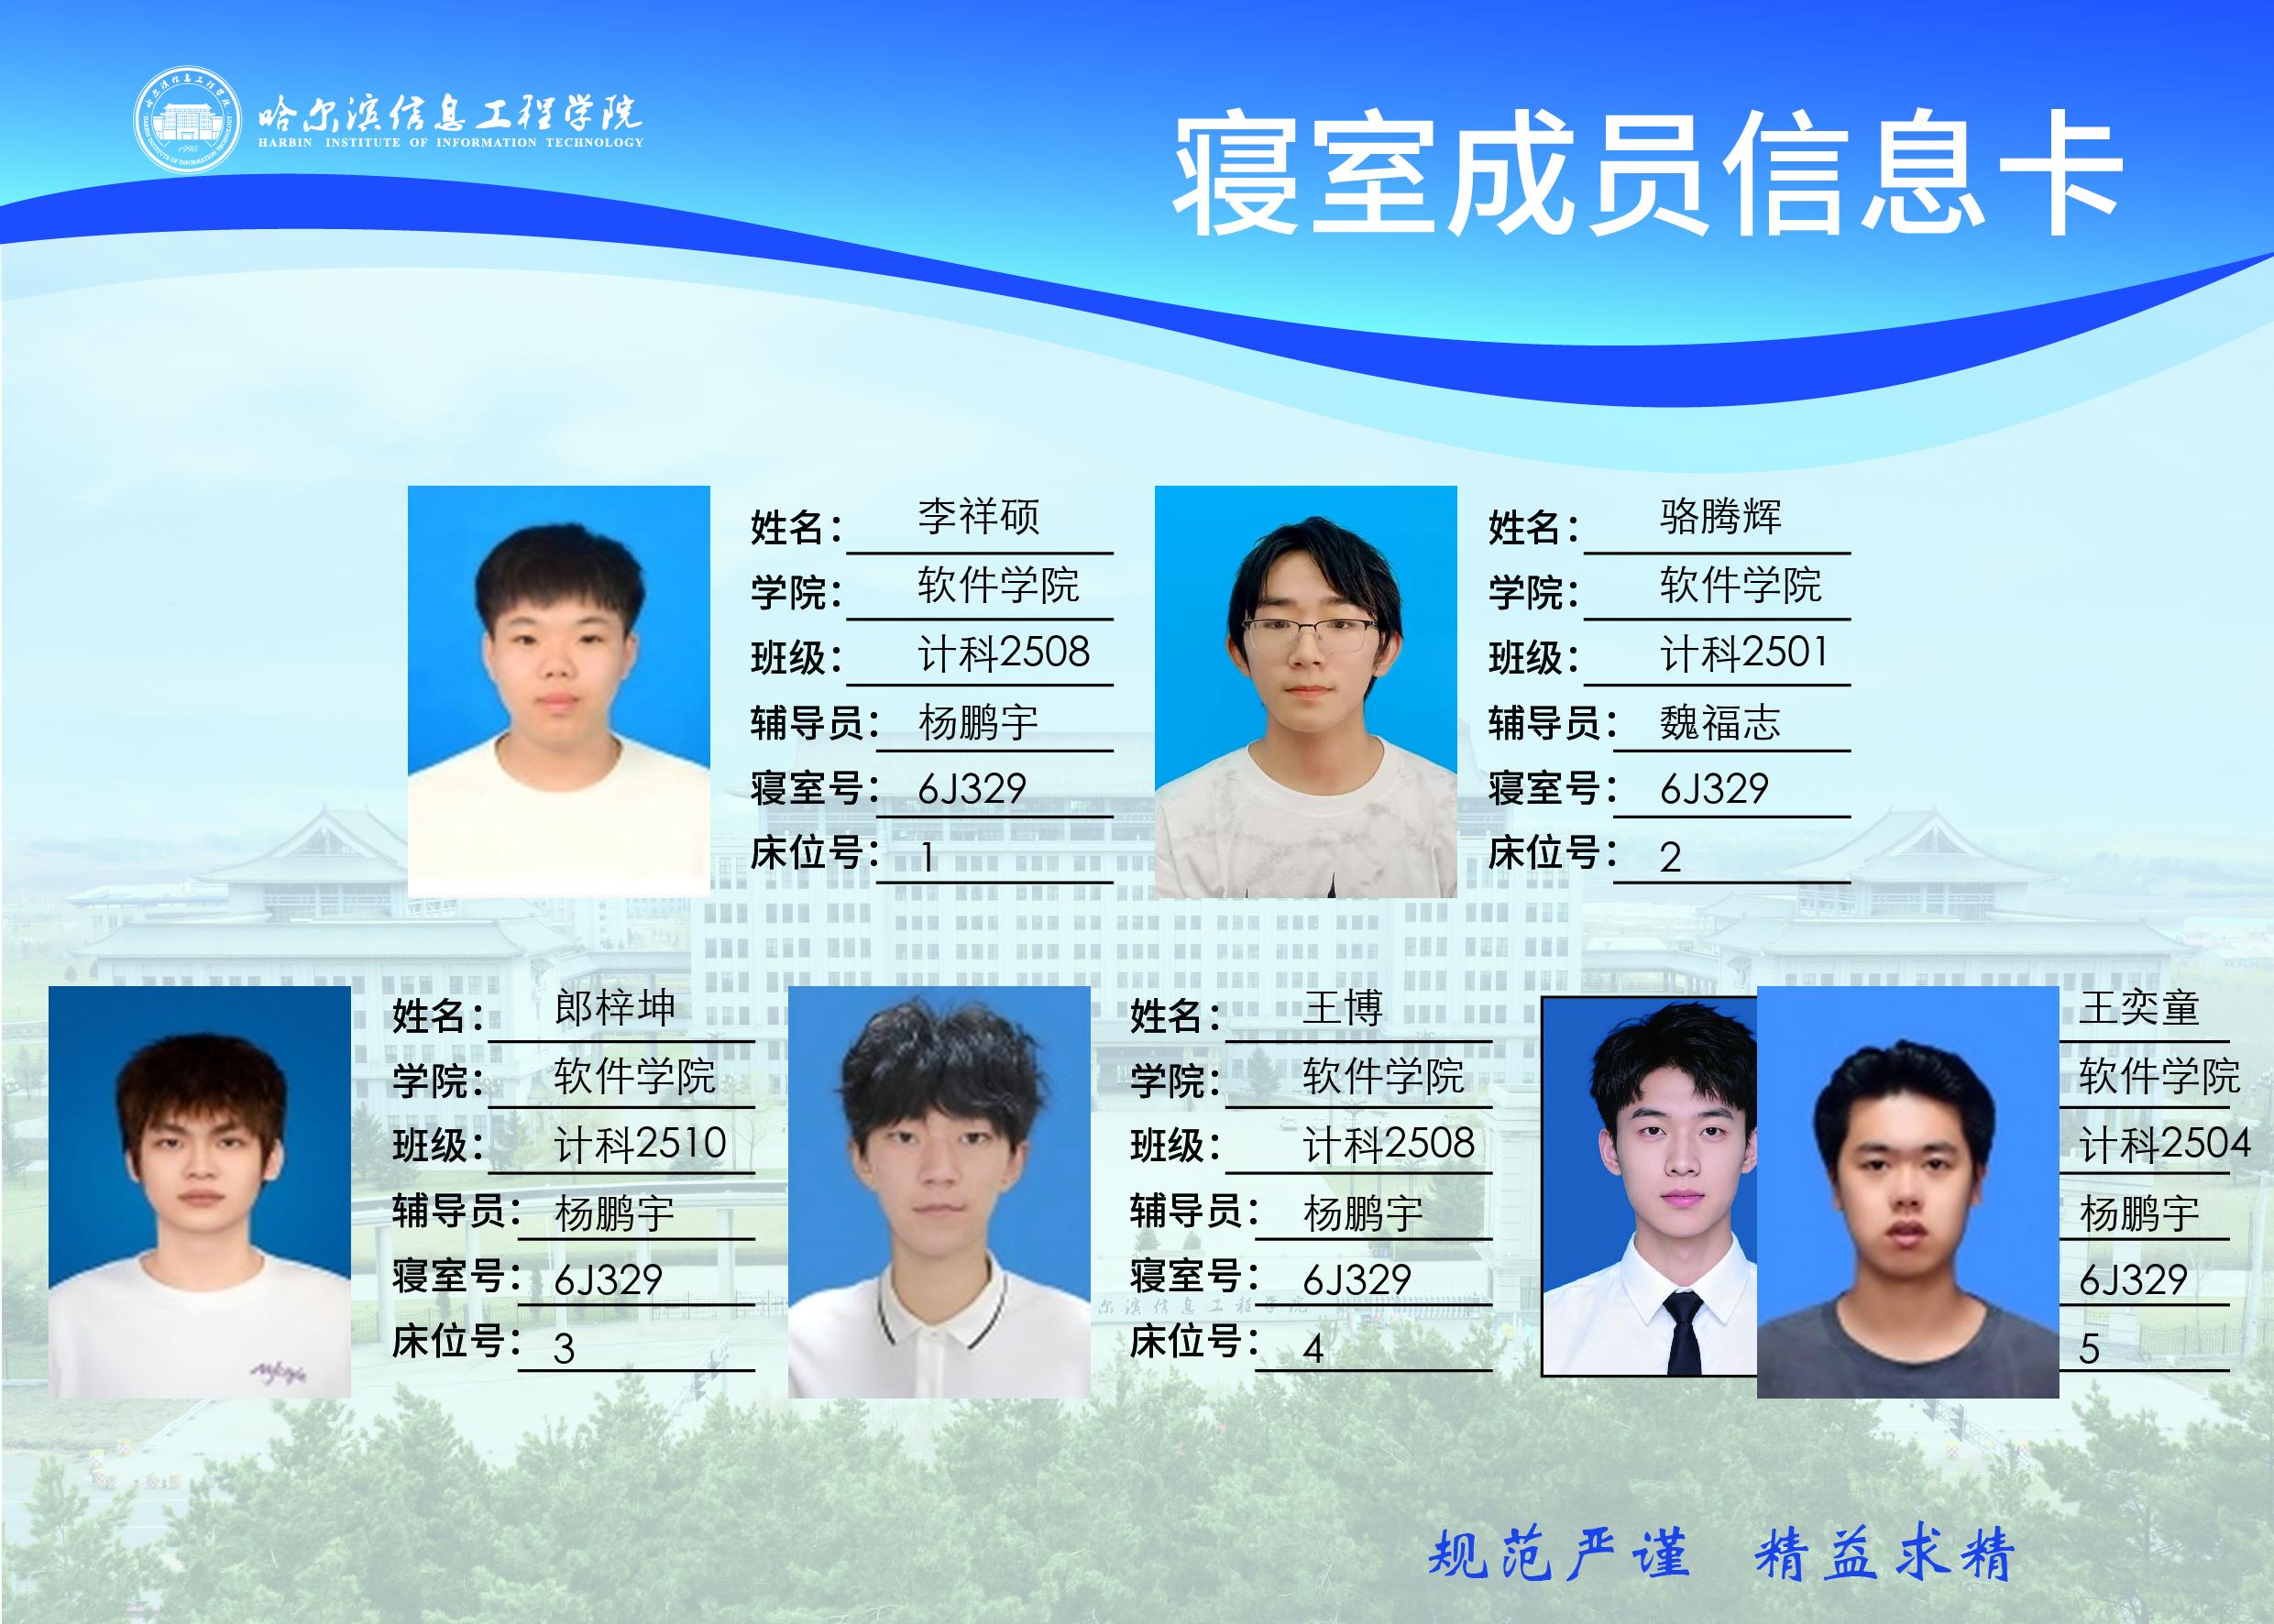 哈尔滨信息工程学院
HARBIN INSTITUTE OF INFORMATION TECHNOLOGY
1995
寝室成员信息卡
姓名： 李祥硕
学院： 软件学院
班级： 计科2508
辅导员： 杨鹏宇
寝室号： 6J329
床位号： 1
姓名： 骆腾辉
学院： 软件学院
班级： 计科2501
辅导员： 魏福志
寝室号： 6J329
床位号： 2
姓名： 郎梓坤
学院： 软件学院
班级： 计科2510
辅导员： 杨鹏宇
寝室号： 6J329
床位号： 3
姓名： 王博
学院： 软件学院
班级： 计科2508
辅导员： 杨鹏宇
寝室号： 6J329
床位号： 4
王奕童
软件学院
计科2504
杨鹏宇
6J329
5
规范严谨 精益求精